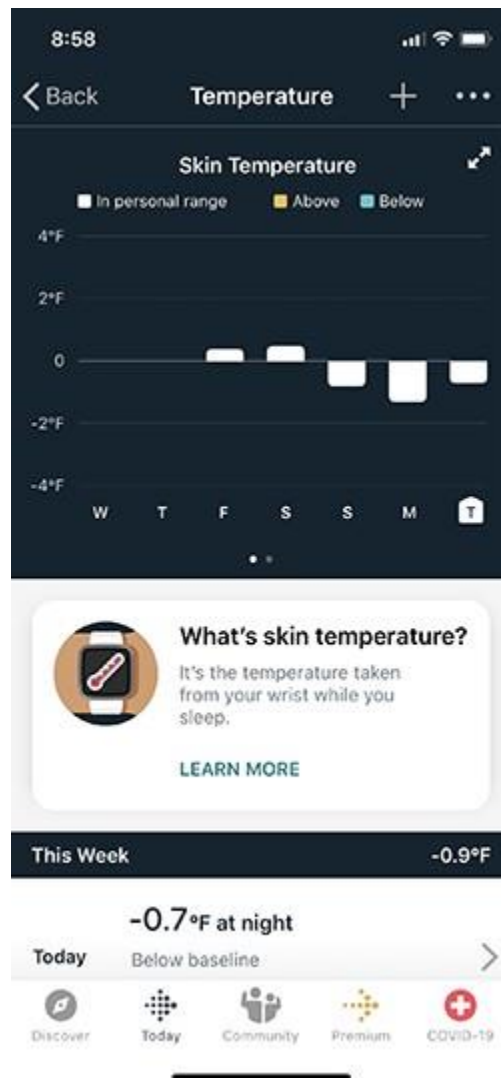 8:58
Back Temperature
Skin Temperature
In personal range Above Below
4°F
2°F
0
-2°F
-4°F
W T F S S M T
What's skin temperature?
It's the temperature taken
from your wrist while you
sleep.
LEARN MORE
This Week -0.9°F
-0.7°F at night
Today Below baseline
Discover Today Community Premium COVID-19